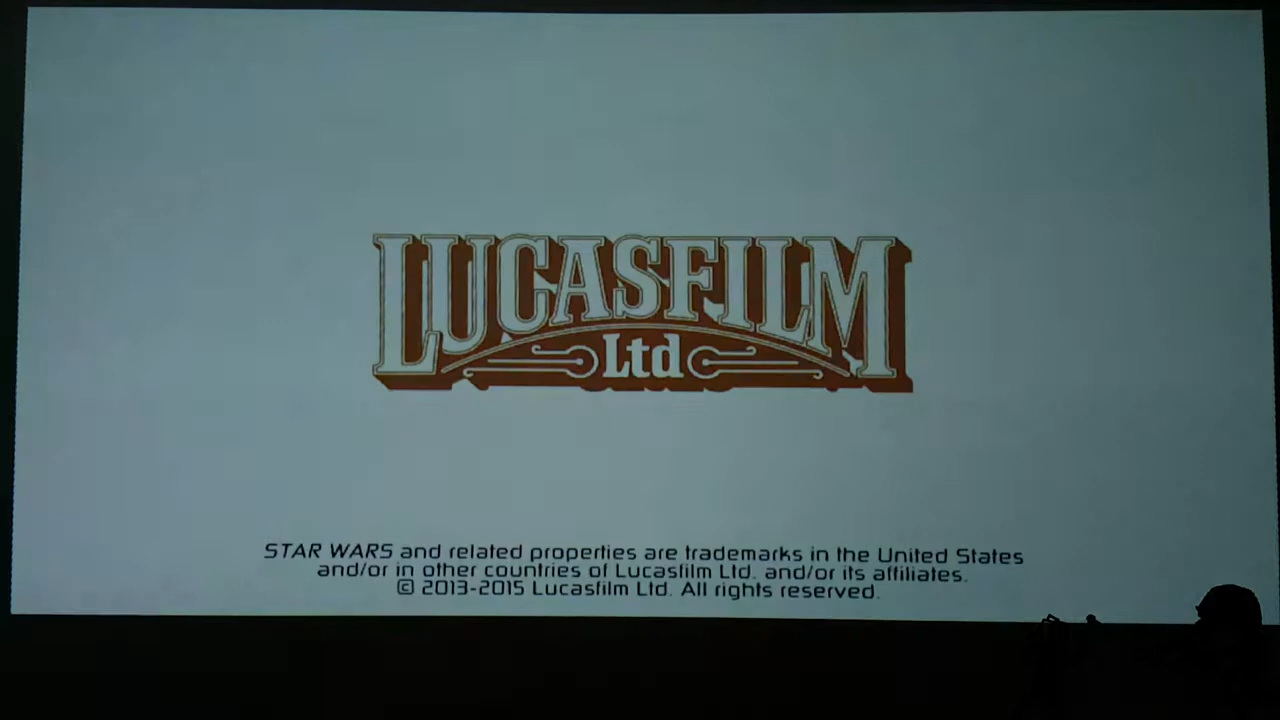 LUCASFILM
Ltd
STAR WARS and related properties are trademarks in the United States
and/or in other countries of Lucasfilm Ltd. and/or its affiliates.
© 2013-2015 Lucasfilm Ltd. All rights reserved.